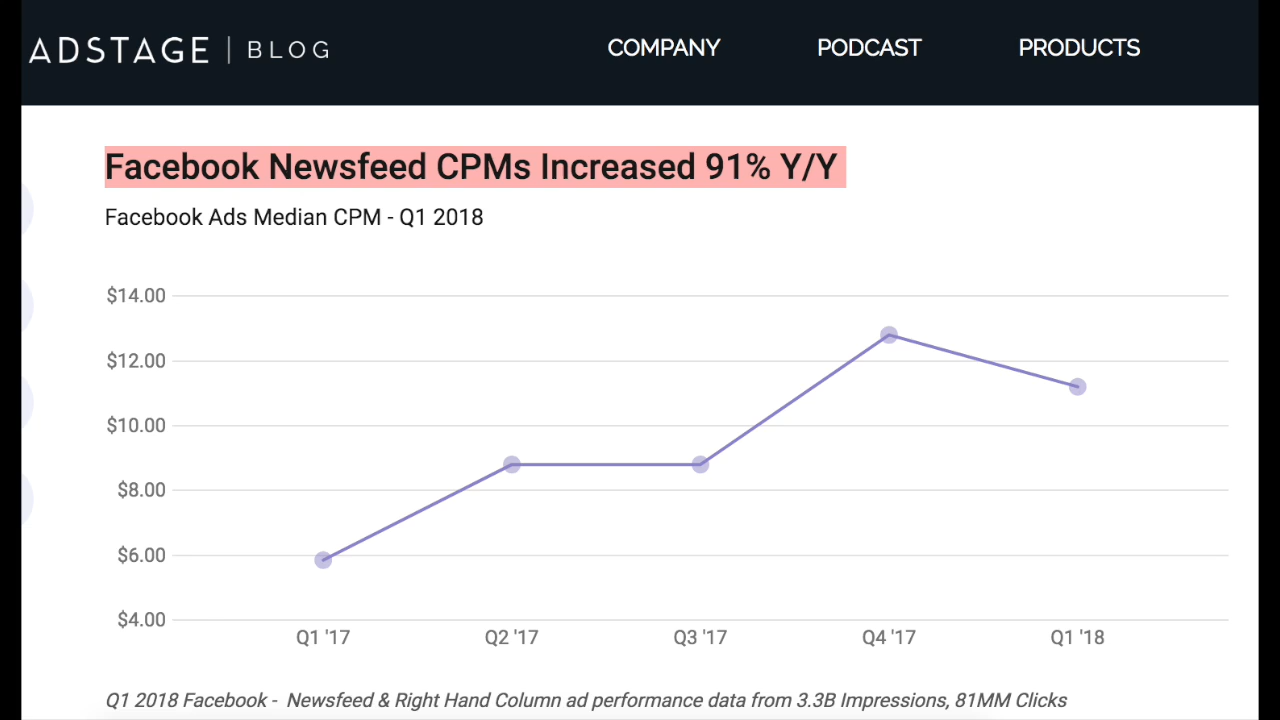 ADSTAGE | BLOG COMPANY PODCAST PRODUCTS
Facebook Newsfeed CPMs Increased 91% Y/Y
Facebook Ads Median CPM - Q1 2018
$14.00
$12.00
$10.00
$8.00
$6.00
$4.00
Q1 '17 Q2 '17 Q3 '17 Q4 '17 Q1 '18
Q1 2018 Facebook - Newsfeed & Right Hand Column ad performance data from 3.3B Impressions, 81MM Clicks